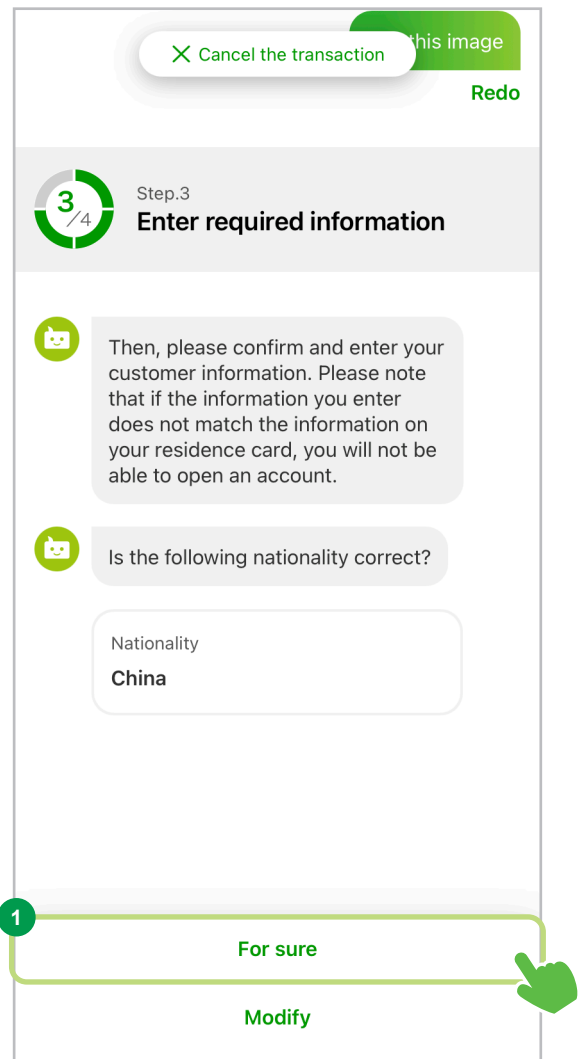 Cancel the transaction
this image
Redo
3/4
Step.3
Enter required information
Then, please confirm and enter your
customer information. Please note
that if the information you enter
does not match the information on
your residence card, you will not be
able to open an account.
Is the following nationality correct?
Nationality
China
1
For sure
Modify